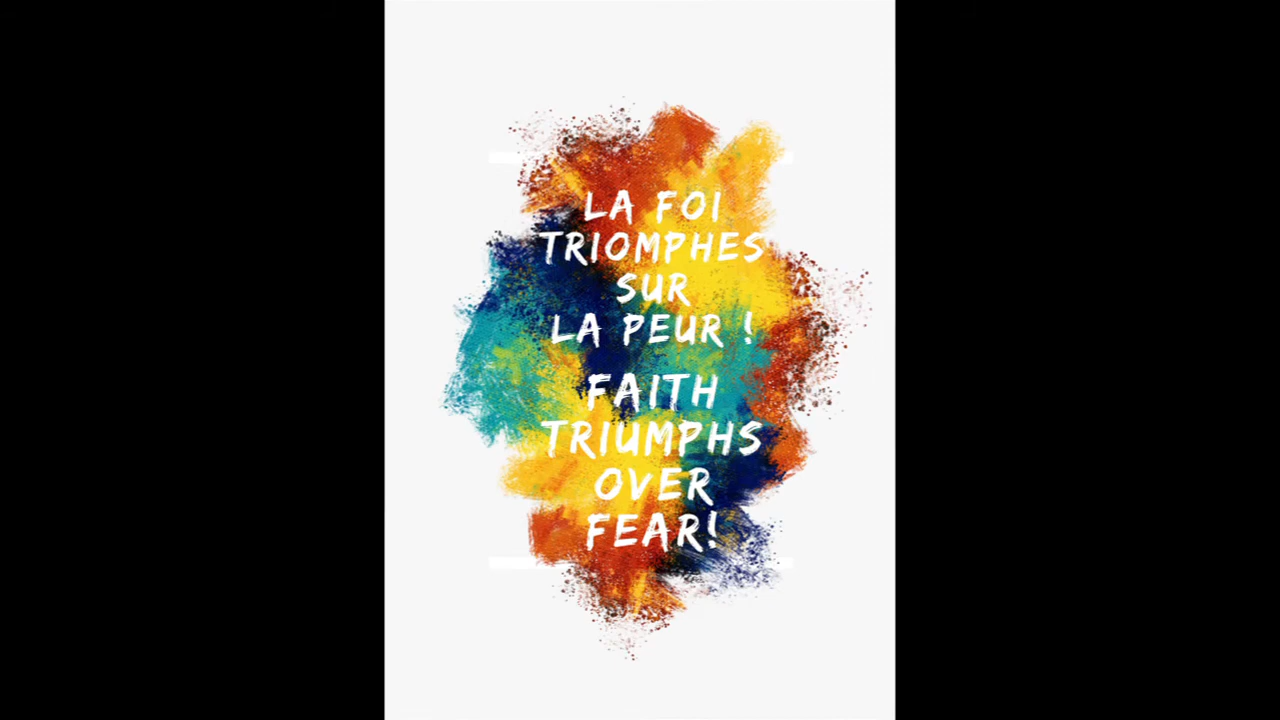 LA FOI
TRIOMPHES
SUR
LA PEUR !
FAITH
TRIUMPHS
OVER
FEAR!